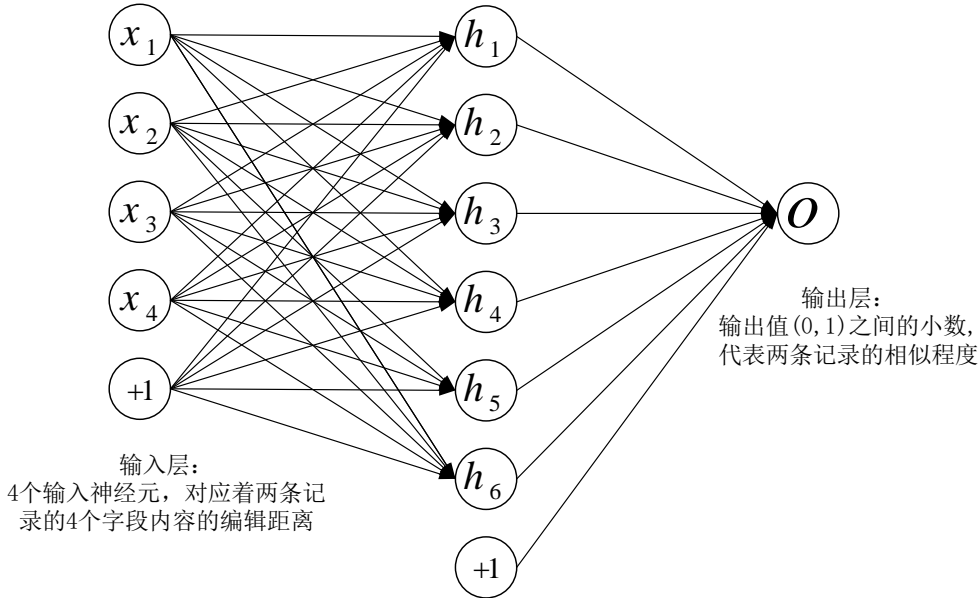 x1
x2
x3
x4
+1
输入层：
4个输入神经元，对应着两条记
录的4个字段内容的编辑距离
h1
h2
h3
h4
h5
h6
+1
O
输出层：
输出值(0,1)之间的小数，
代表两条记录的相似程度